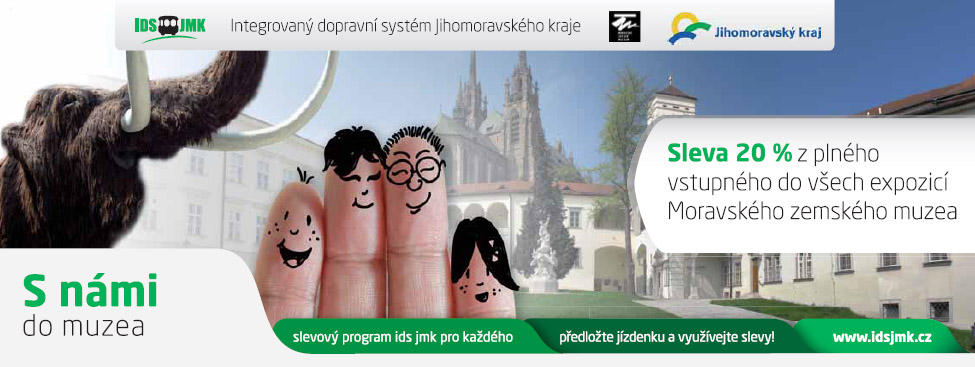 IDS JMK
Integrovaný dopravní systém Jihomoravského kraje
Jihomoravský kraj
Sleva 20 % z plného
vstupného do všech expozicí
Moravského zemského muzea
S námi
do muzea
slevový program ids jmk pro každého
předložte jízdenku a využívejte slevy!
www.idsjmk.cz